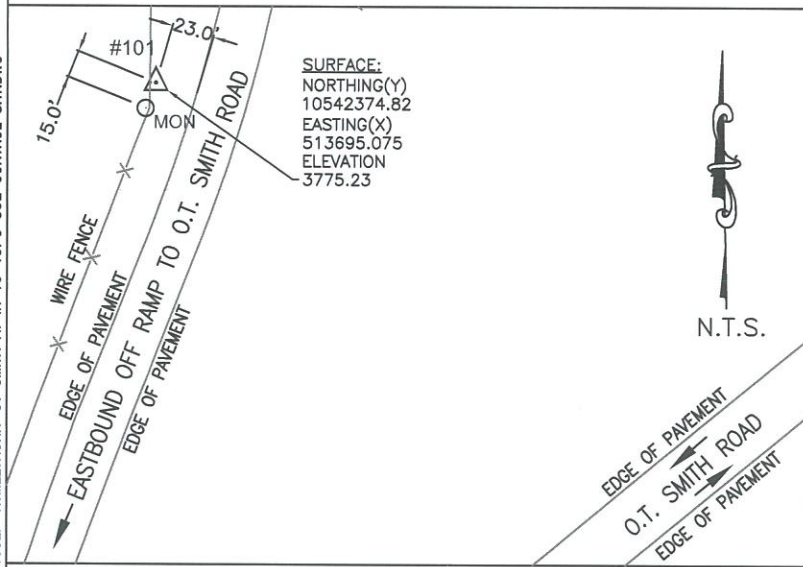 #101
23.0'
15.0'
MON
SURFACE:
NORTHING(Y)
10542374.82
EASTING(X)
513695.075
ELEVATION
3775.23
WIRE FENCE
EDGE OF PAVEMENT
EASTBOUND OFF RAMP TO O.T. SMITH ROAD
EDGE OF PAVEMENT
N.T.S.
EDGE OF PAVEMENT
O.T. SMITH ROAD
EDGE OF PAVEMENT